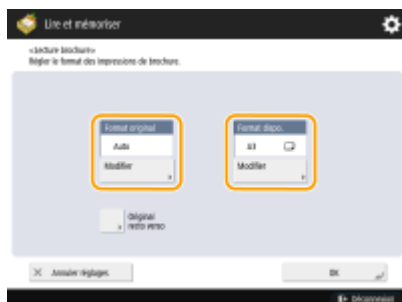 Lire et mémoriser
<Lecture brochure>
Régler le format des impressions de brochure.
Format original
Auto
Modifier
Format dispo.
A3
Modifier
Original
recto verso
Annuler réglages
OK
Déconnexion